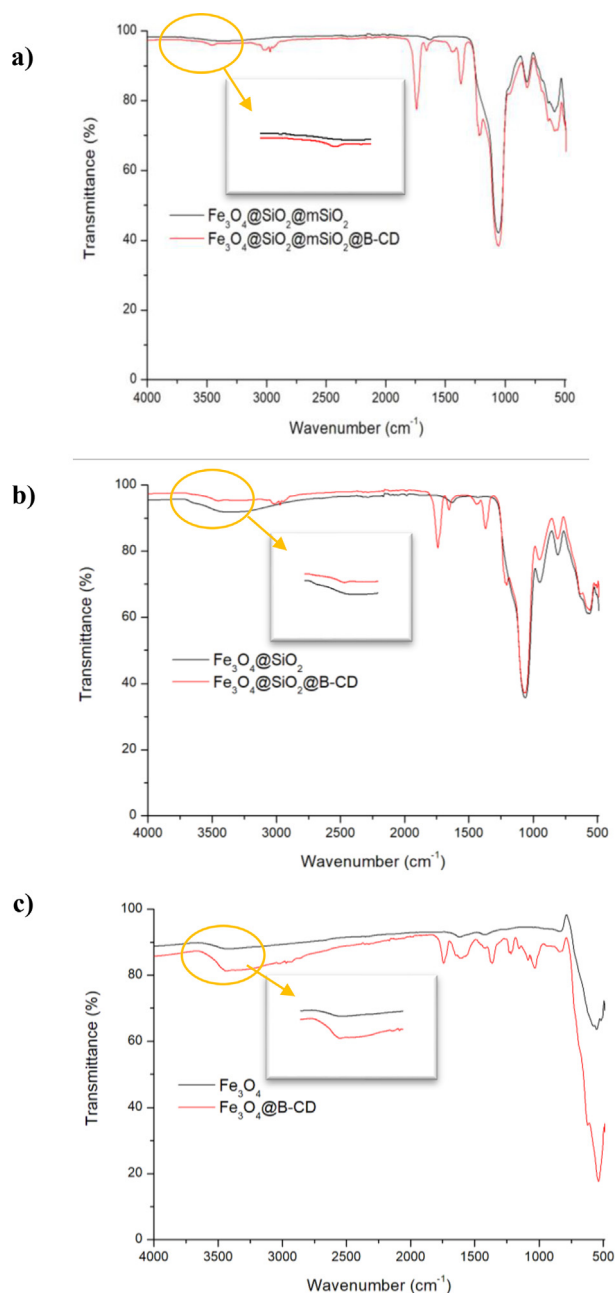 a)
100
80
60
40
20
0
Transmittance (%)
Fe₃O₄@SiO₂@mSiO₂
Fe₃O₄@SiO₂@mSiO₂@B-CD
4000 3500 3000 2500 2000 1500 1000 500
Wavenumber (cm⁻¹)
b)
100
80
60
40
20
0
Transmittance (%)
Fe₃O₄@SiO₂
Fe₃O₄@SiO₂@B-CD
4000 3500 3000 2500 2000 1500 1000 500
Wavenumber (cm⁻¹)
c)
100
80
60
40
20
0
Transmittance (%)
Fe₃O₄
Fe₃O₄@B-CD
4000 3500 3000 2500 2000 1500 1000 500
Wavenumber (cm⁻¹)